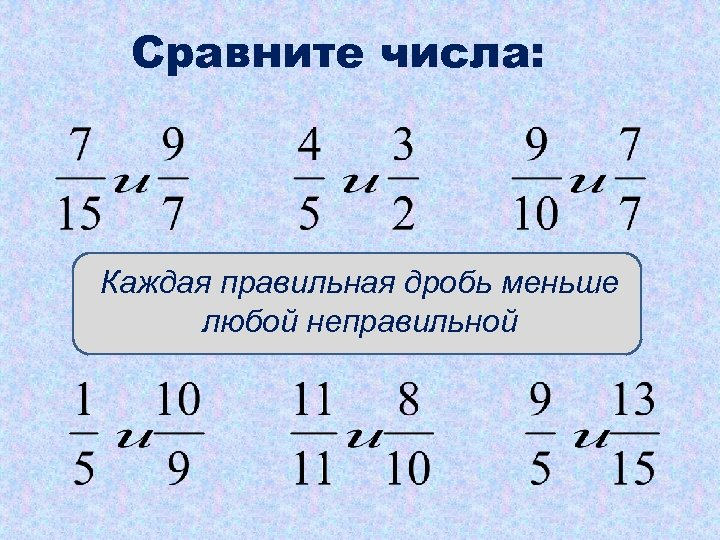 Сравните числа:
7/15 и 9/7 4/5 и 3/2 9/10 и 7/7
Каждая правильная дробь меньше
любой неправильной
1/5 и 10/9 11/11 и 8/10 9/5 и 13/15